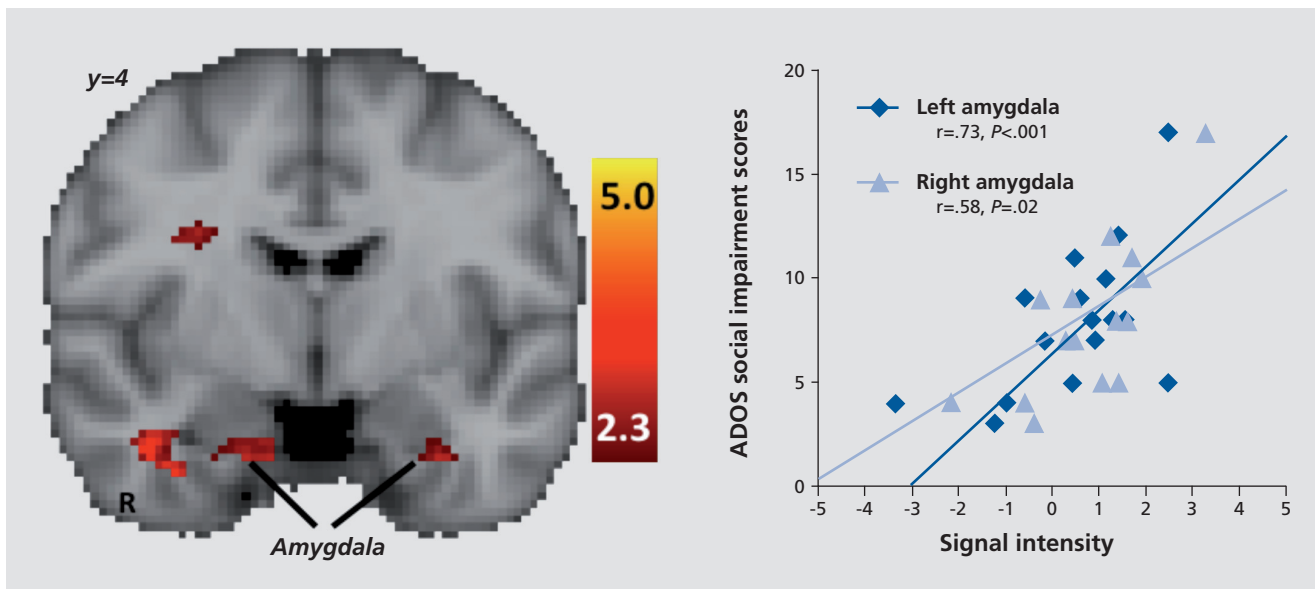 y=4
5.0
2.3
R
Amygdala
20
15
10
5
0
ADOS social impairment scores
Left amygdala
r=.73, P<.001
Right amygdala
r=.58, P=.02
-5 -4 -3 -2 -1 0 1 2 3 4 5
Signal intensity